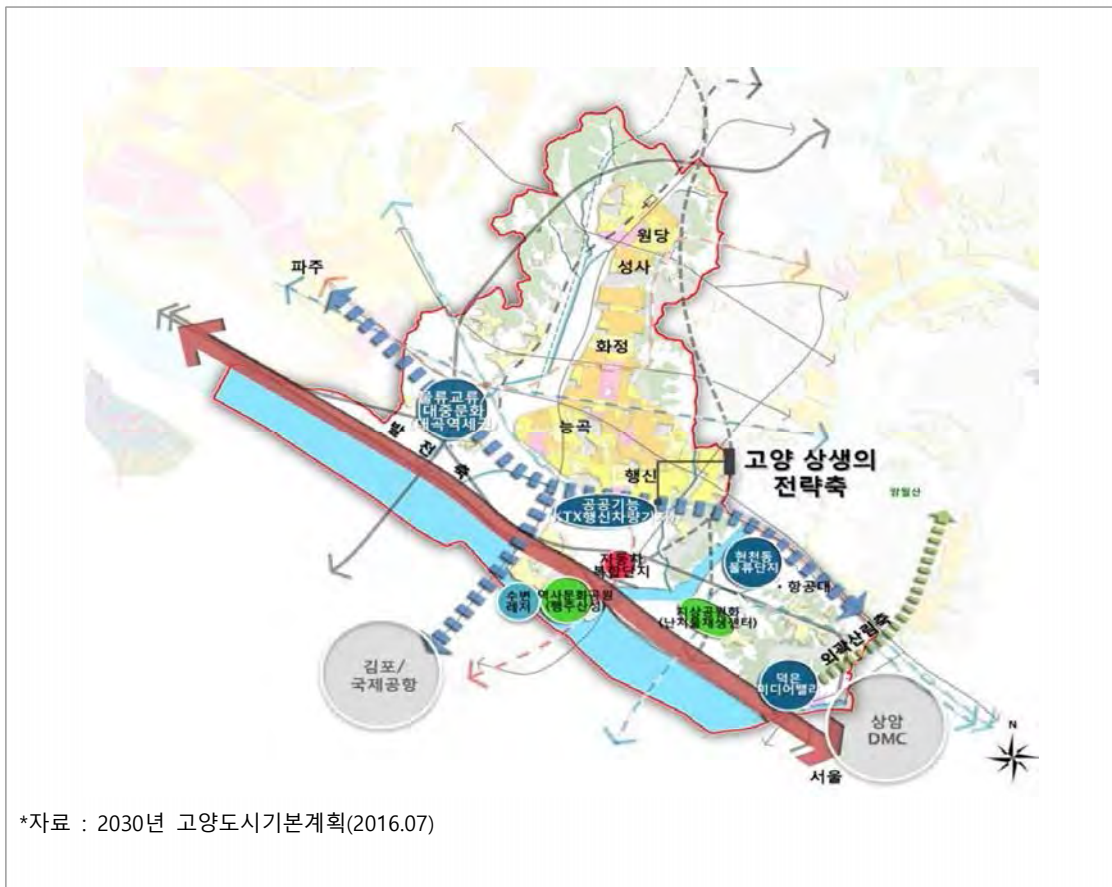 원당
성사
파주
화정
물류교류/
대중문화
(대곡역세권)
발전축
능곡
행신
고양 상생의
전략축
공공기능
(KTX행신차량기지)
자동차
복합단지
현천동
물류단지
항공대
수변
레저
역사문화공원
(행주산성)
지상공원화
(난지물재생센터)
외곽산림축
김포/
국제공항
덕은
미디어밸리
상암
DMC
N
서울
*자료 : 2030년 고양도시기본계획(2016.07)